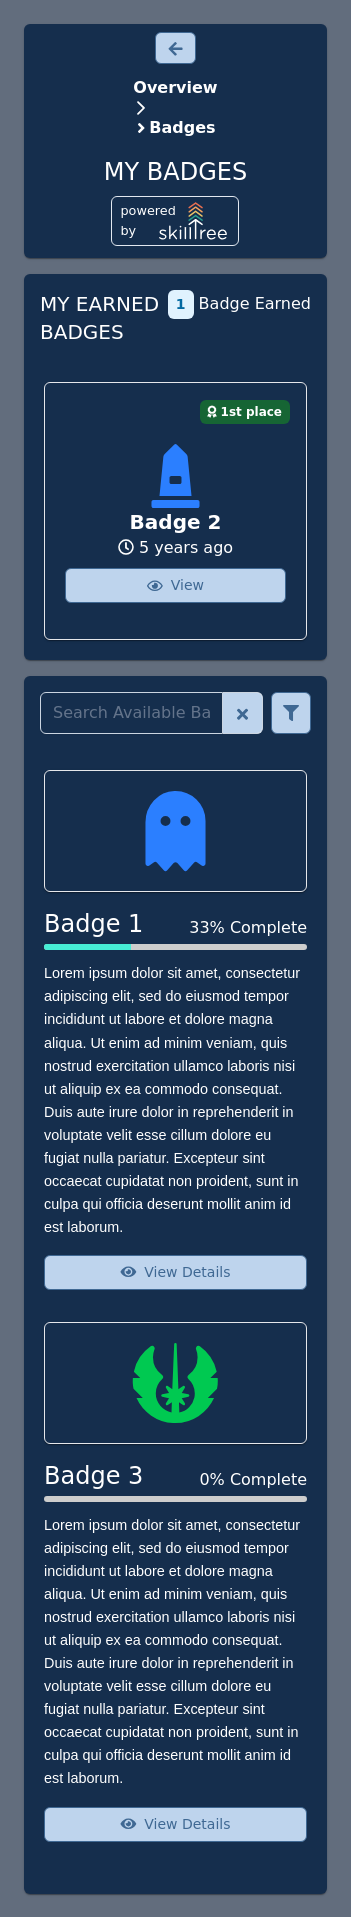 Overview
Badges
MY BADGES
powered
by skilltree
MY EARNED BADGES
1 Badge Earned
1st place
Badge 2
5 years ago
View
Search Available Ba
Badge 1
33% Complete
Lorem ipsum dolor sit amet, consectetur
adipiscing elit, sed do eiusmod tempor
incididunt ut labore et dolore magna
aliqua. Ut enim ad minim veniam, quis
nostrud exercitation ullamco laboris nisi
ut aliquip ex ea commodo consequat.
Duis aute irure dolor in reprehenderit in
voluptate velit esse cillum dolore eu
fugiat nulla pariatur. Excepteur sint
occaecat cupidatat non proident, sunt in
culpa qui officia deserunt mollit anim id
est laborum.
View Details
Badge 3
0% Complete
Lorem ipsum dolor sit amet, consectetur
adipiscing elit, sed do eiusmod tempor
incididunt ut labore et dolore magna
aliqua. Ut enim ad minim veniam, quis
nostrud exercitation ullamco laboris nisi
ut aliquip ex ea commodo consequat.
Duis aute irure dolor in reprehenderit in
voluptate velit esse cillum dolore eu
fugiat nulla pariatur. Excepteur sint
occaecat cupidatat non proident, sunt in
culpa qui officia deserunt mollit anim id
est laborum.
View Details